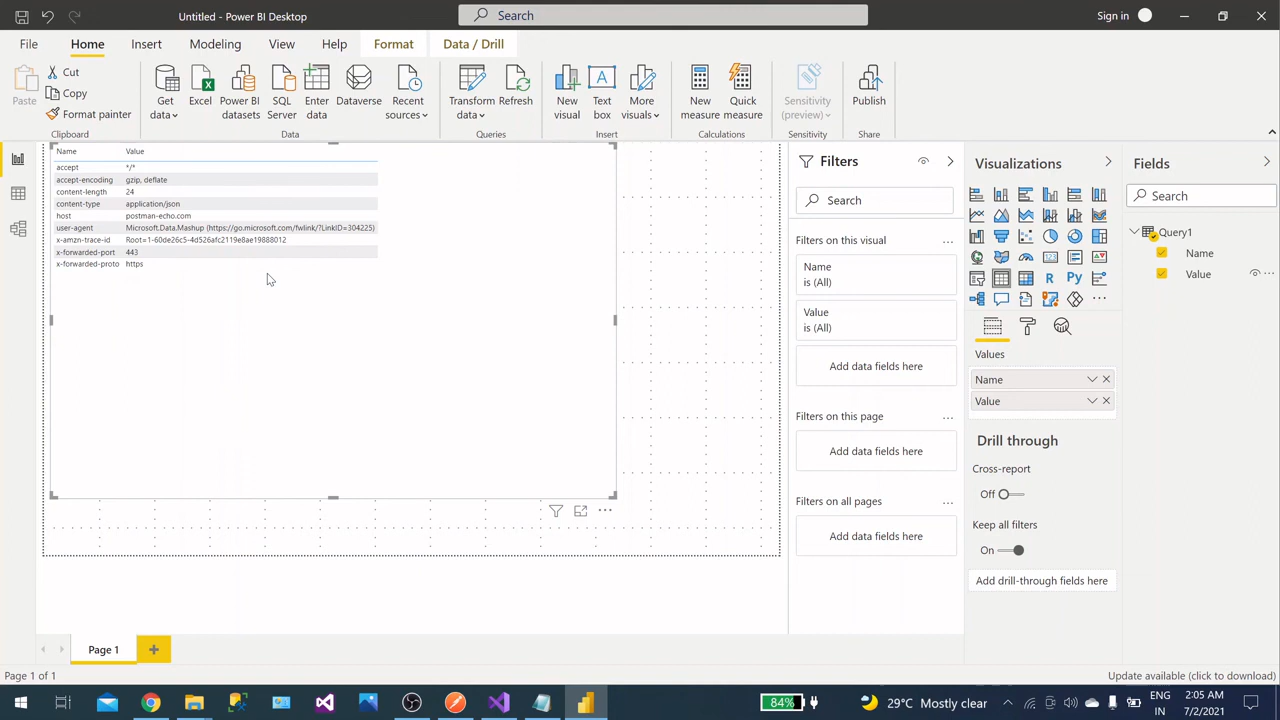 Untitled - Power BI Desktop
Search
Sign in
File Home Insert Modeling View Help Format Data / Drill
Paste
Cut
Copy
Format painter
Clipboard
Get data
Excel
Power BI datasets
SQL Server
Enter data
Dataverse
Recent sources
Data
Transform data
Refresh
Queries
New visual
Text box
More visuals
Insert
New measure
Quick measure
Calculations
Sensitivity (preview)
Sensitivity
Publish
Share
Name Value
accept */*
accept-encoding gzip, deflate
content-length 24
content-type application/json
host postman-echo.com
user-agent Microsoft.Data.Mashup (https://go.microsoft.com/fwlink/?LinkID=304225)
x-amzn-trace-id Root=1-60de26c5-4d526afc2119e8ae19888012
x-forwarded-port 443
x-forwarded-proto https
Filters
Search
Filters on this visual
Name
is (All)
Value
is (All)
Add data fields here
Filters on this page
Add data fields here
Filters on all pages
Add data fields here
Visualizations
R Py
Values
Name
Value
Drill through
Cross-report
Off
Keep all filters
On
Add drill-through fields here
Fields
Search
Query1
Name
Value
Page 1
Page 1 of 1
Update available (click to download)
84%
29°C Mostly clear
ENG
IN
2:05 AM
7/2/2021